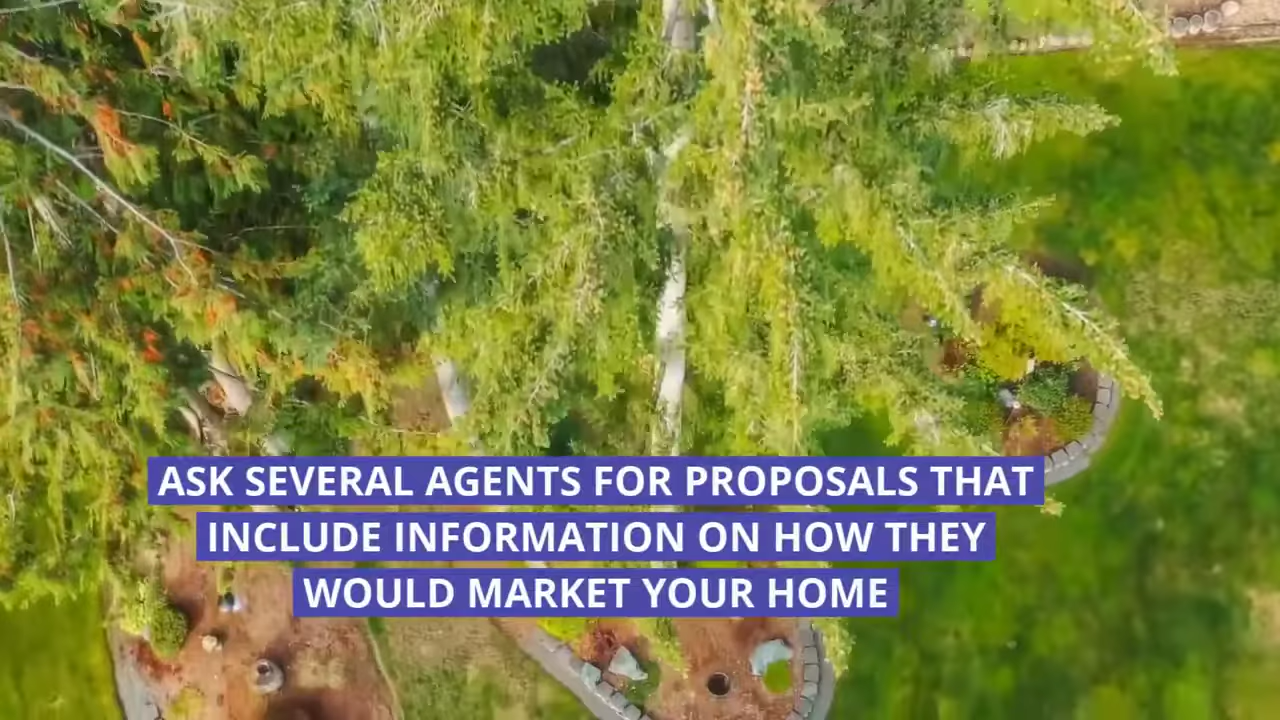 ASK SEVERAL AGENTS FOR PROPOSALS THAT
INCLUDE INFORMATION ON HOW THEY
WOULD MARKET YOUR HOME